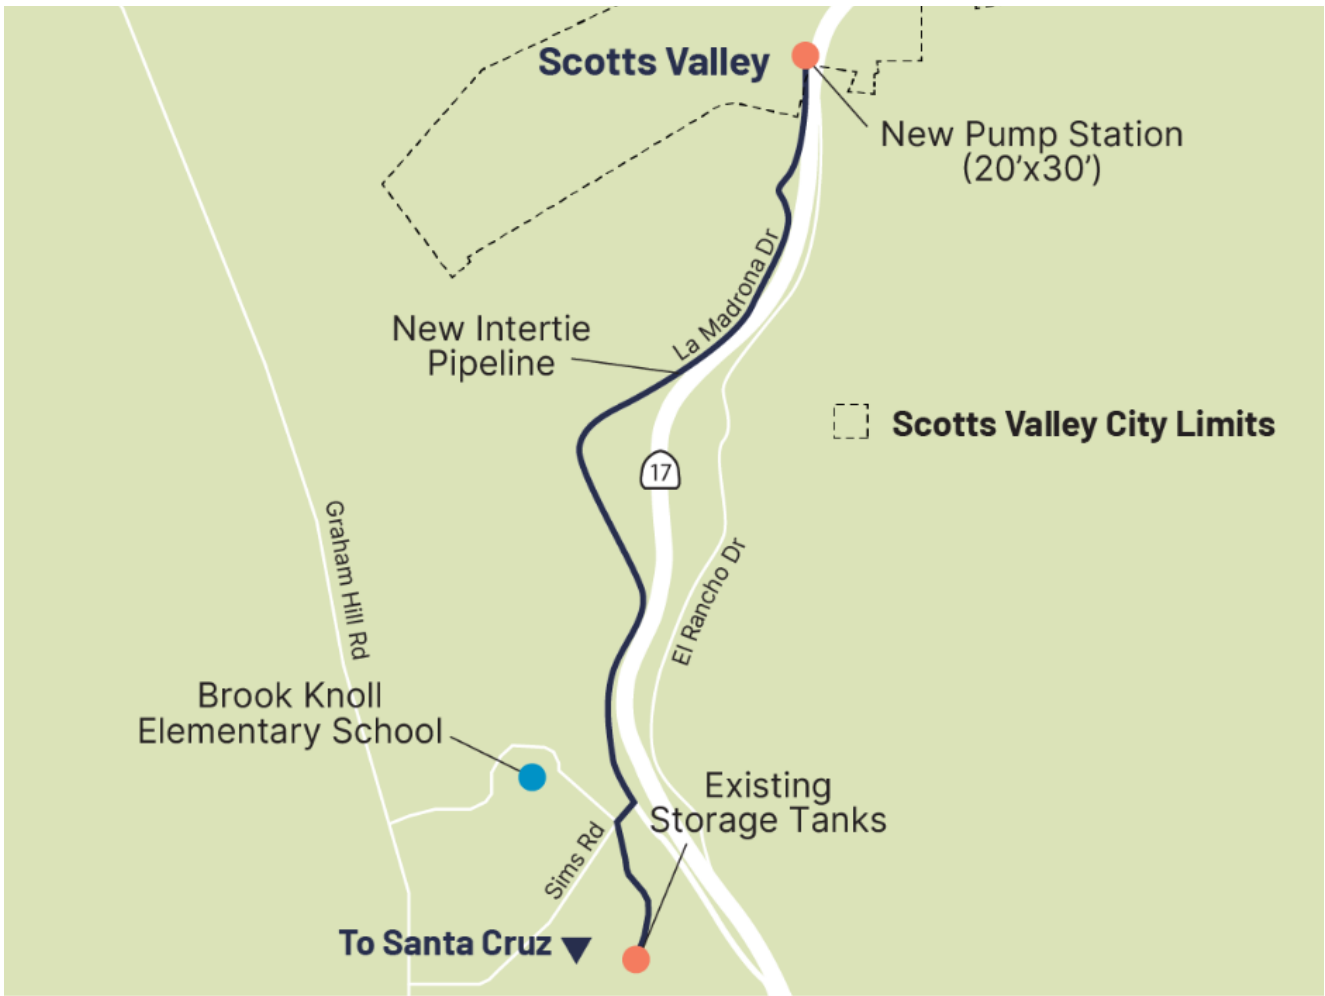 Scotts Valley
New Pump Station
(20’x30’)
La Madrona Dr
New Intertie
Pipeline
Scotts Valley City Limits
17
Graham Hill Rd
El Rancho Dr
Brook Knoll
Elementary School
Existing
Storage Tanks
Sims Rd
To Santa Cruz